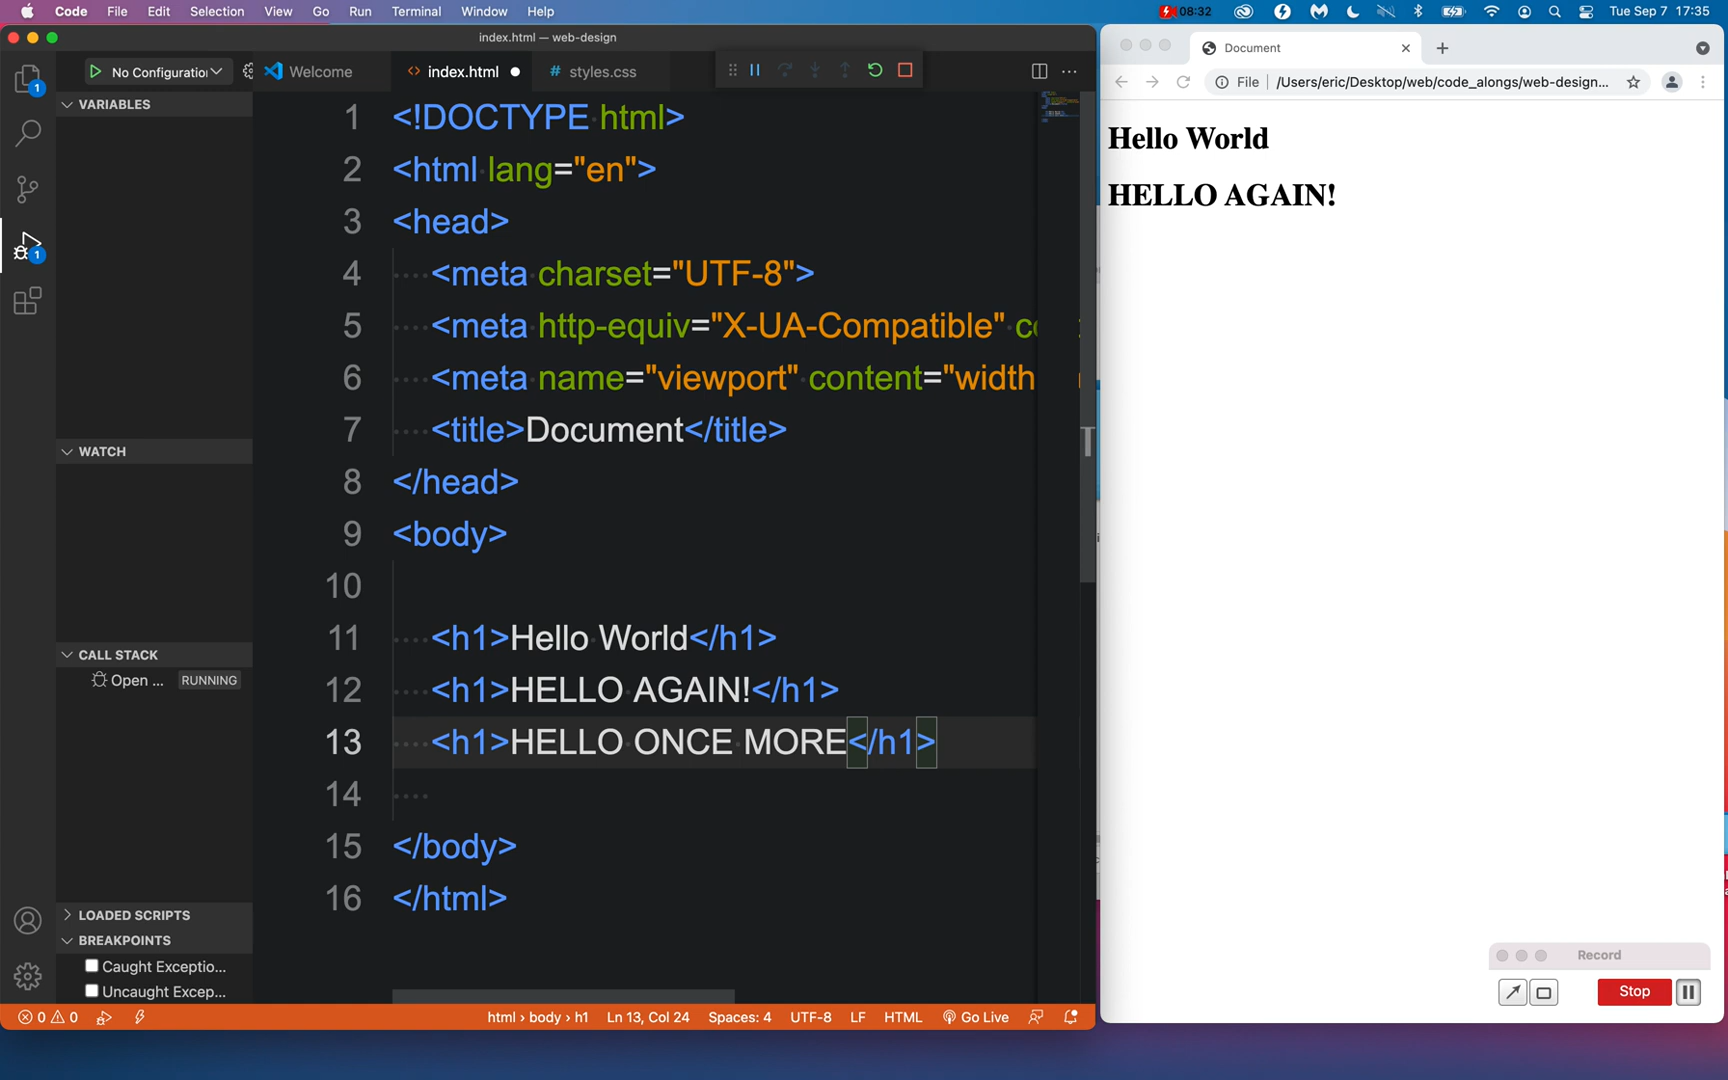 Code File Edit Selection View Go Run Terminal Window Help
08:32
Tue Sep 7 17:35
index.html — web-design
No Configuratio
Welcome
index.html
# styles.css
VARIABLES
WATCH
CALL STACK
Open ... RUNNING
LOADED SCRIPTS
BREAKPOINTS
Caught Exceptio...
Uncaught Excep...
1
1
1 <!DOCTYPE html>
2 <html lang="en">
3 <head>
4 <meta charset="UTF-8">
5 <meta http-equiv="X-UA-Compatible" co
6 <meta name="viewport" content="width
7 <title>Document</title>
8 </head>
9 <body>
10
11 <h1>Hello World</h1>
12 <h1>HELLO AGAIN!</h1>
13 <h1>HELLO ONCE MORE</h1>
14
15 </body>
16 </html>
0 0
html › body › h1 Ln 13, Col 24 Spaces: 4 UTF-8 LF HTML Go Live
Document
File /Users/eric/Desktop/web/code_alongs/web-design...
Hello World
HELLO AGAIN!
Record
Stop